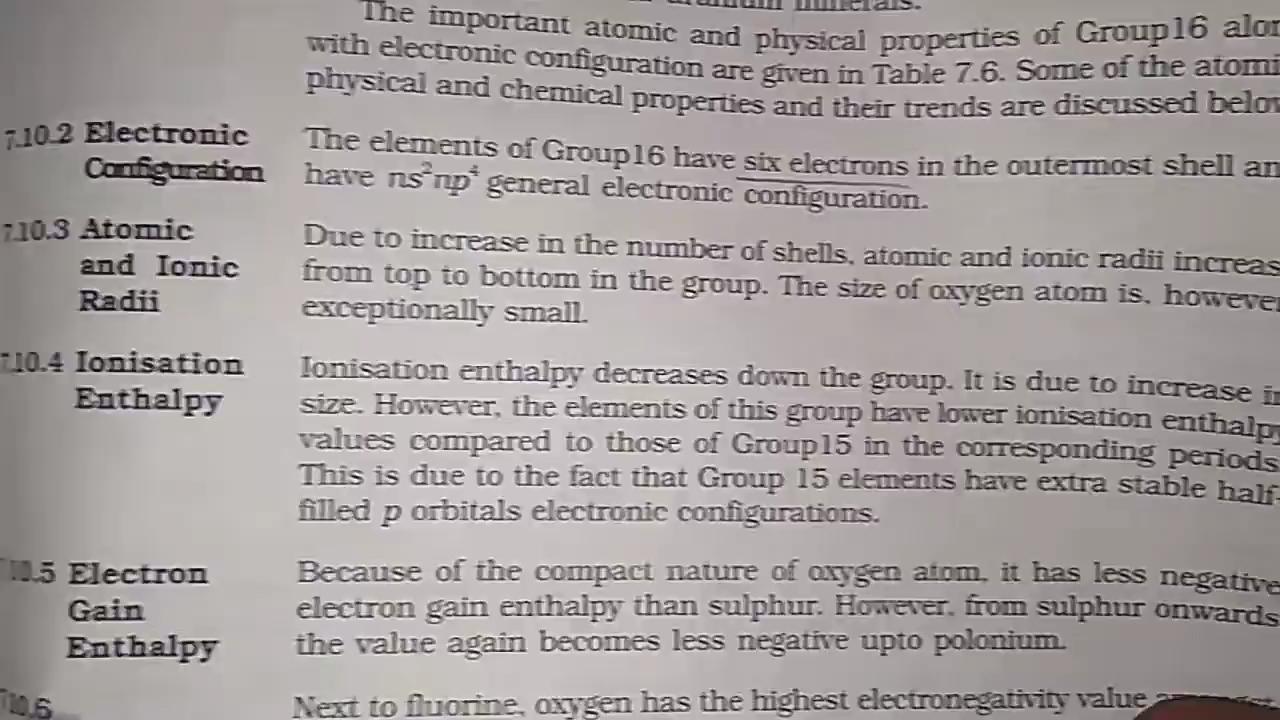 minerals.
The important atomic and physical properties of Group16
with electronic configuration are given in Table 7.6. Some of the
physical and chemical properties and their trends are discussed
7.10.2 Electronic
Configuration
The elements of Group16 have six electrons in the outermost shell
have ns²np⁴ general electronic configuration.
7.10.3 Atomic
and Ionic
Radii
Due to increase in the number of shells, atomic and ionic radii
from top to bottom in the group. The size of oxygen atom is,
exceptionally small.
7.10.4 Ionisation
Enthalpy
Ionisation enthalpy decreases down the group. It is due to increase
size. However, the elements of this group have lower ionisation
values compared to those of Group15 in the corresponding periods
This is due to the fact that Group 15 elements have extra stable half
filled p orbitals electronic configurations.
10.5 Electron
Gain
Enthalpy
Because of the compact nature of oxygen atom, it has less negative
electron gain enthalpy than sulphur. However, from sulphur onwards
the value again becomes less negative upto polonium.
10.6
Next to fluorine, oxygen has the highest electronegativity value